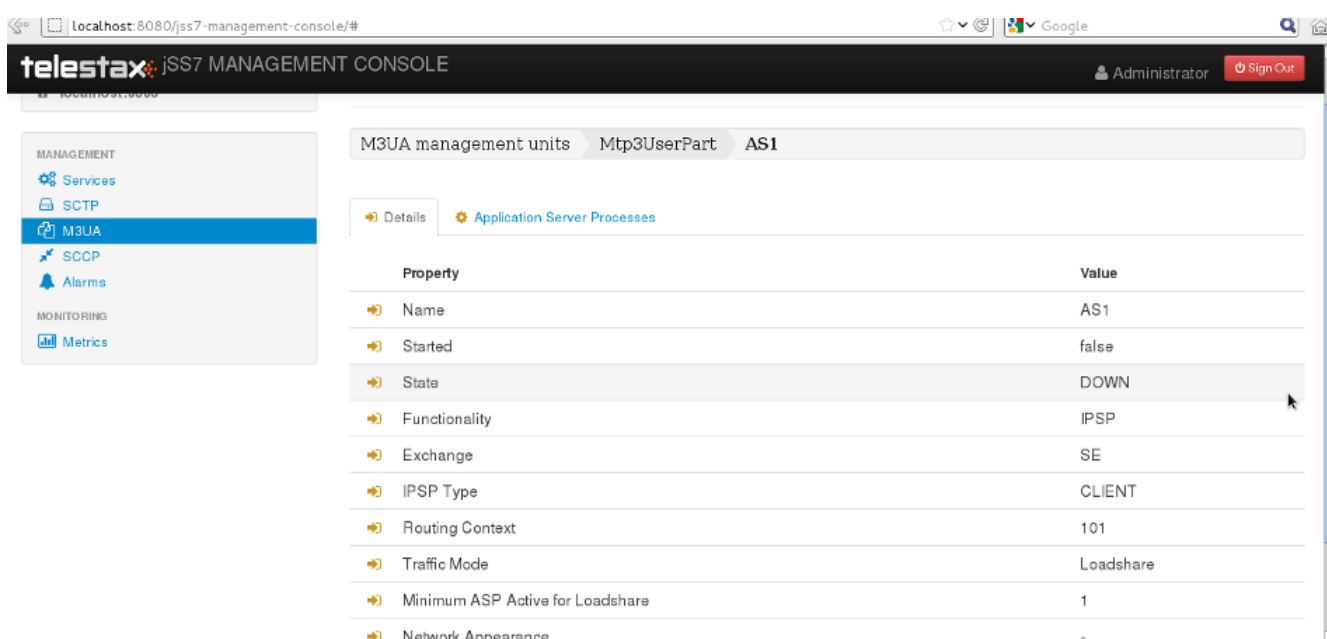 localhost:8080/jss7-management-console/#
Google
telestax jSS7 MANAGEMENT CONSOLE
Administrator
Sign Out
M3UA management units Mtp3UserPart AS1
MANAGEMENT
Services
SCTP
M3UA
SCCP
Alarms
MONITORING
Metrics
Details Application Server Processes
Property Value
Name AS1
Started false
State DOWN
Functionality IPSP
Exchange SE
IPSP Type CLIENT
Routing Context 101
Traffic Mode Loadshare
Minimum ASP Active for Loadshare 1
Network Appearance -